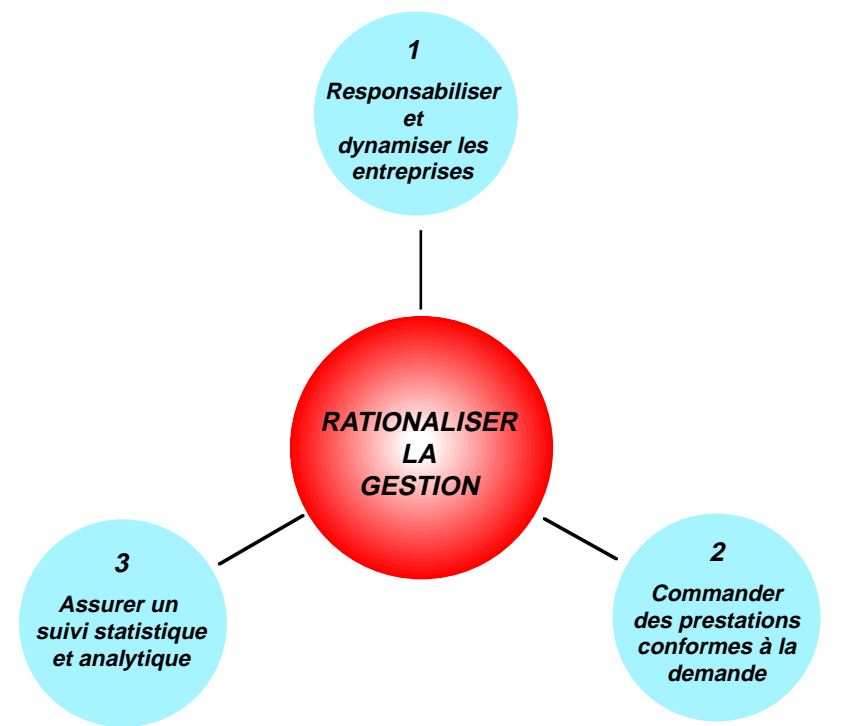 1
Responsabiliser
et
dynamiser les
entreprises
RATIONALISER
LA
GESTION
3
Assurer un
suivi statistique
et analytique
2
Commander
des prestations
conformes à la
demande